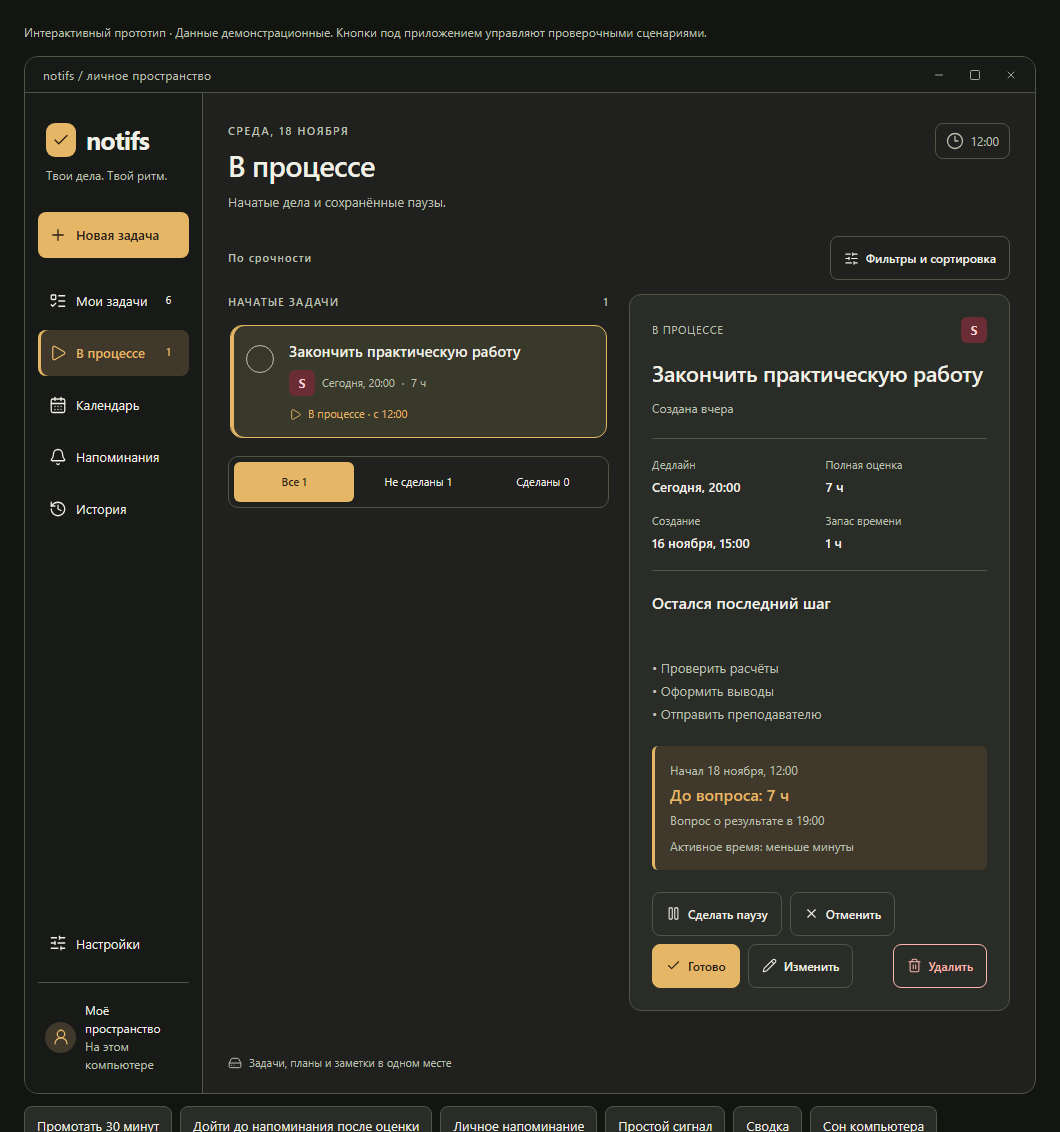 Интерактивный прототип · Данные демонстрационные. Кнопки под приложением управляют проверочными сценариями.
notifs / личное пространство
notifs
Твои дела. Твой ритм.
Новая задача
Мои задачи 6
В процессе 1
Календарь
Напоминания
История
Настройки
Моё
пространство
На этом
компьютере
СРЕДА, 18 НОЯБРЯ
12:00
В процессе
Начатые дела и сохранённые паузы.
По срочности
Фильтры и сортировка
НАЧАТЫЕ ЗАДАЧИ 1
Закончить практическую работу
S Сегодня, 20:00 · 7 ч
В процессе · с 12:00
Все 1 Не сделаны 1 Сделаны 0
В ПРОЦЕССЕ S
Закончить практическую работу
Создана вчера
Дедлайн Полная оценка
Сегодня, 20:00 7 ч
Создание Запас времени
16 ноября, 15:00 1 ч
Остался последний шаг
• Проверить расчёты
• Оформить выводы
• Отправить преподавателю
Начал 18 ноября, 12:00
До вопроса: 7 ч
Вопрос о результате в 19:00
Активное время: меньше минуты
Сделать паузу Отменить
Готово Изменить Удалить
Задачи, планы и заметки в одном месте
Промотать 30 минут Дойти до напоминания после оценки Личное напоминание Простой сигнал Сводка Сон компьютера